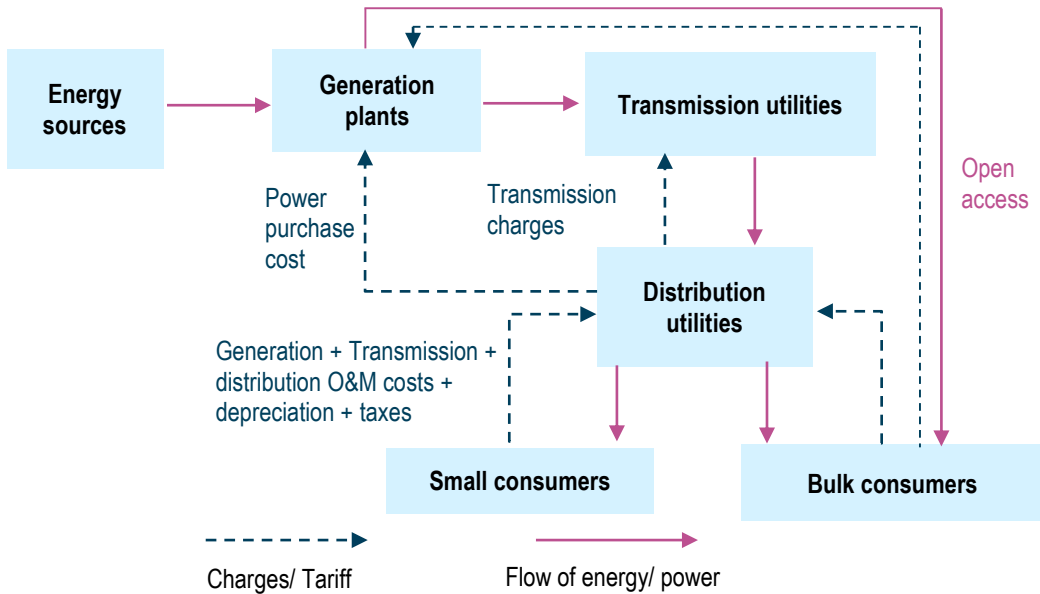 Energy
sources
Generation
plants
Transmission utilities
Open
access
Power
purchase
cost
Transmission
charges
Distribution
utilities
Generation + Transmission +
distribution O&M costs +
depreciation + taxes
Small consumers
Bulk consumers
Charges/ Tariff
Flow of energy/ power